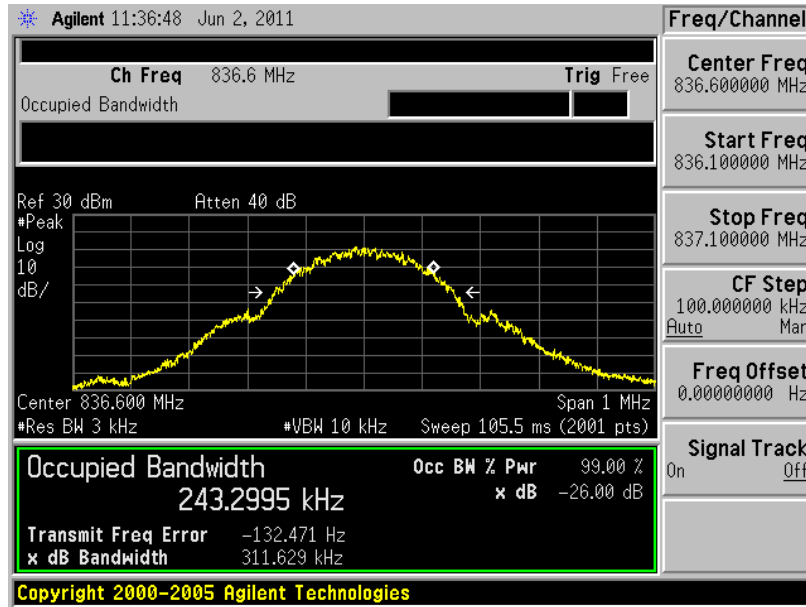 Agilent 11:36:48 Jun 2, 2011
Freq/Channel
Ch Freq 836.6 MHz Trig Free
Occupied Bandwidth
Center Freq
836.600000 MHz
Start Freq
836.100000 MHz
Stop Freq
837.100000 MHz
CF Step
100.000000 kHz
Auto Man
Freq Offset
0.00000000 Hz
Signal Track
On Off
Ref 30 dBm Atten 40 dB
#Peak
Log
10
dB/
Center 836.600 MHz Span 1 MHz
#Res BW 3 kHz #VBW 10 kHz Sweep 105.5 ms (2001 pts)
Occupied Bandwidth
243.2995 kHz
Occ BW % Pwr 99.00 %
x dB -26.00 dB
Transmit Freq Error -132.471 Hz
x dB Bandwidth 311.629 kHz
Copyright 2000-2005 Agilent Technologies